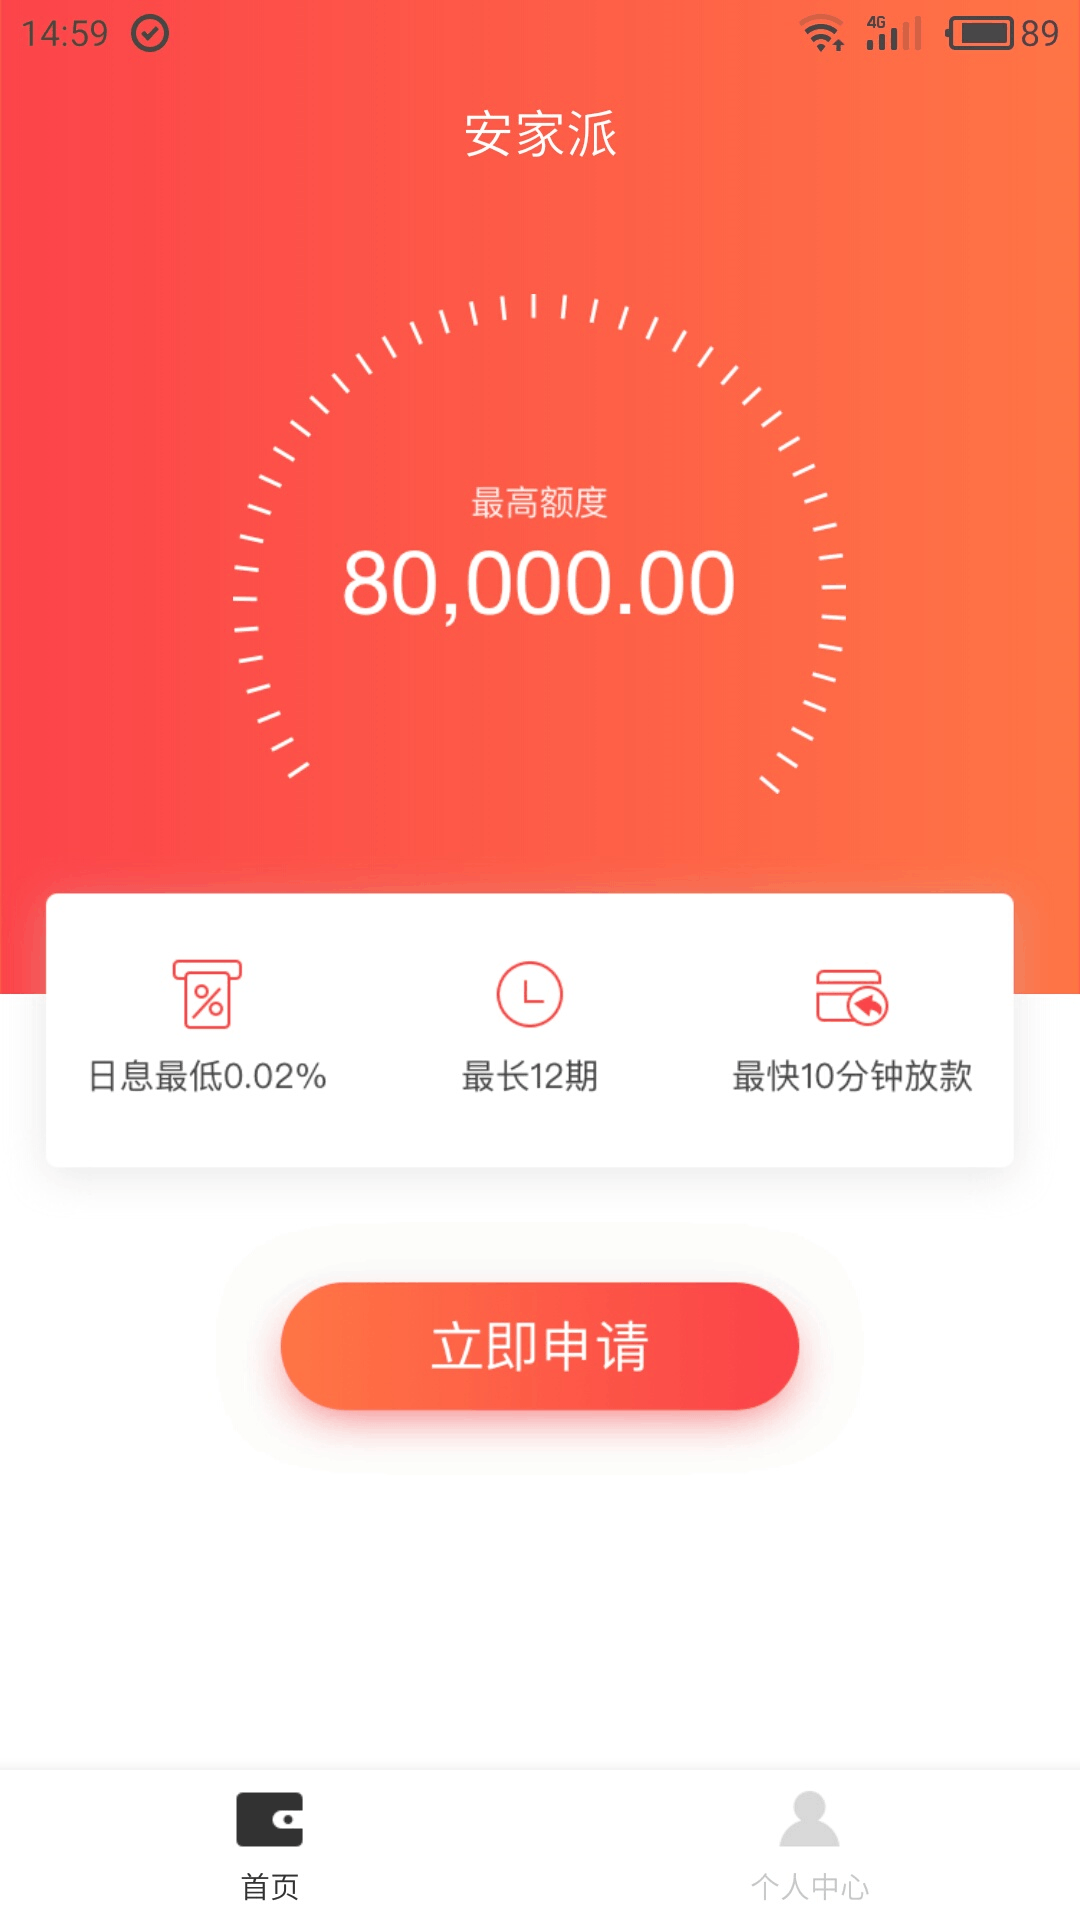 14:59 4G 89
安家派
最高额度
80,000.00
日息最低0.02% 最长12期 最快10分钟放款
立即申请
首页 个人中心